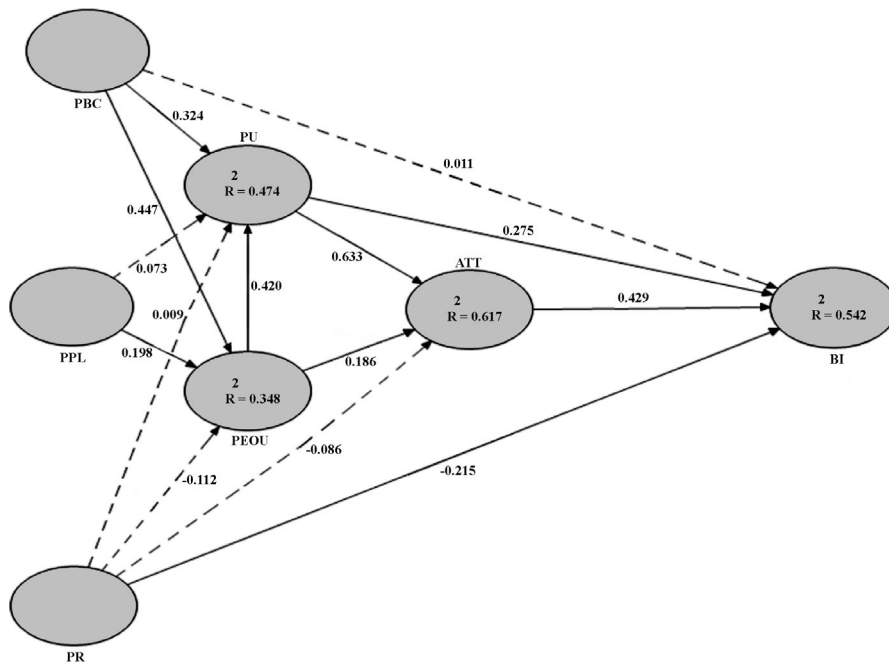 PBC
0.324
PU
2
R = 0.474
0.011
0.447
0.275
0.633
ATT
0.073
0.420
2
R = 0.617
0.429
2
R = 0.542
0.009
PPL
0.198
0.186
BI
2
R = 0.348
PEOU
-0.086
-0.112
-0.215
PR